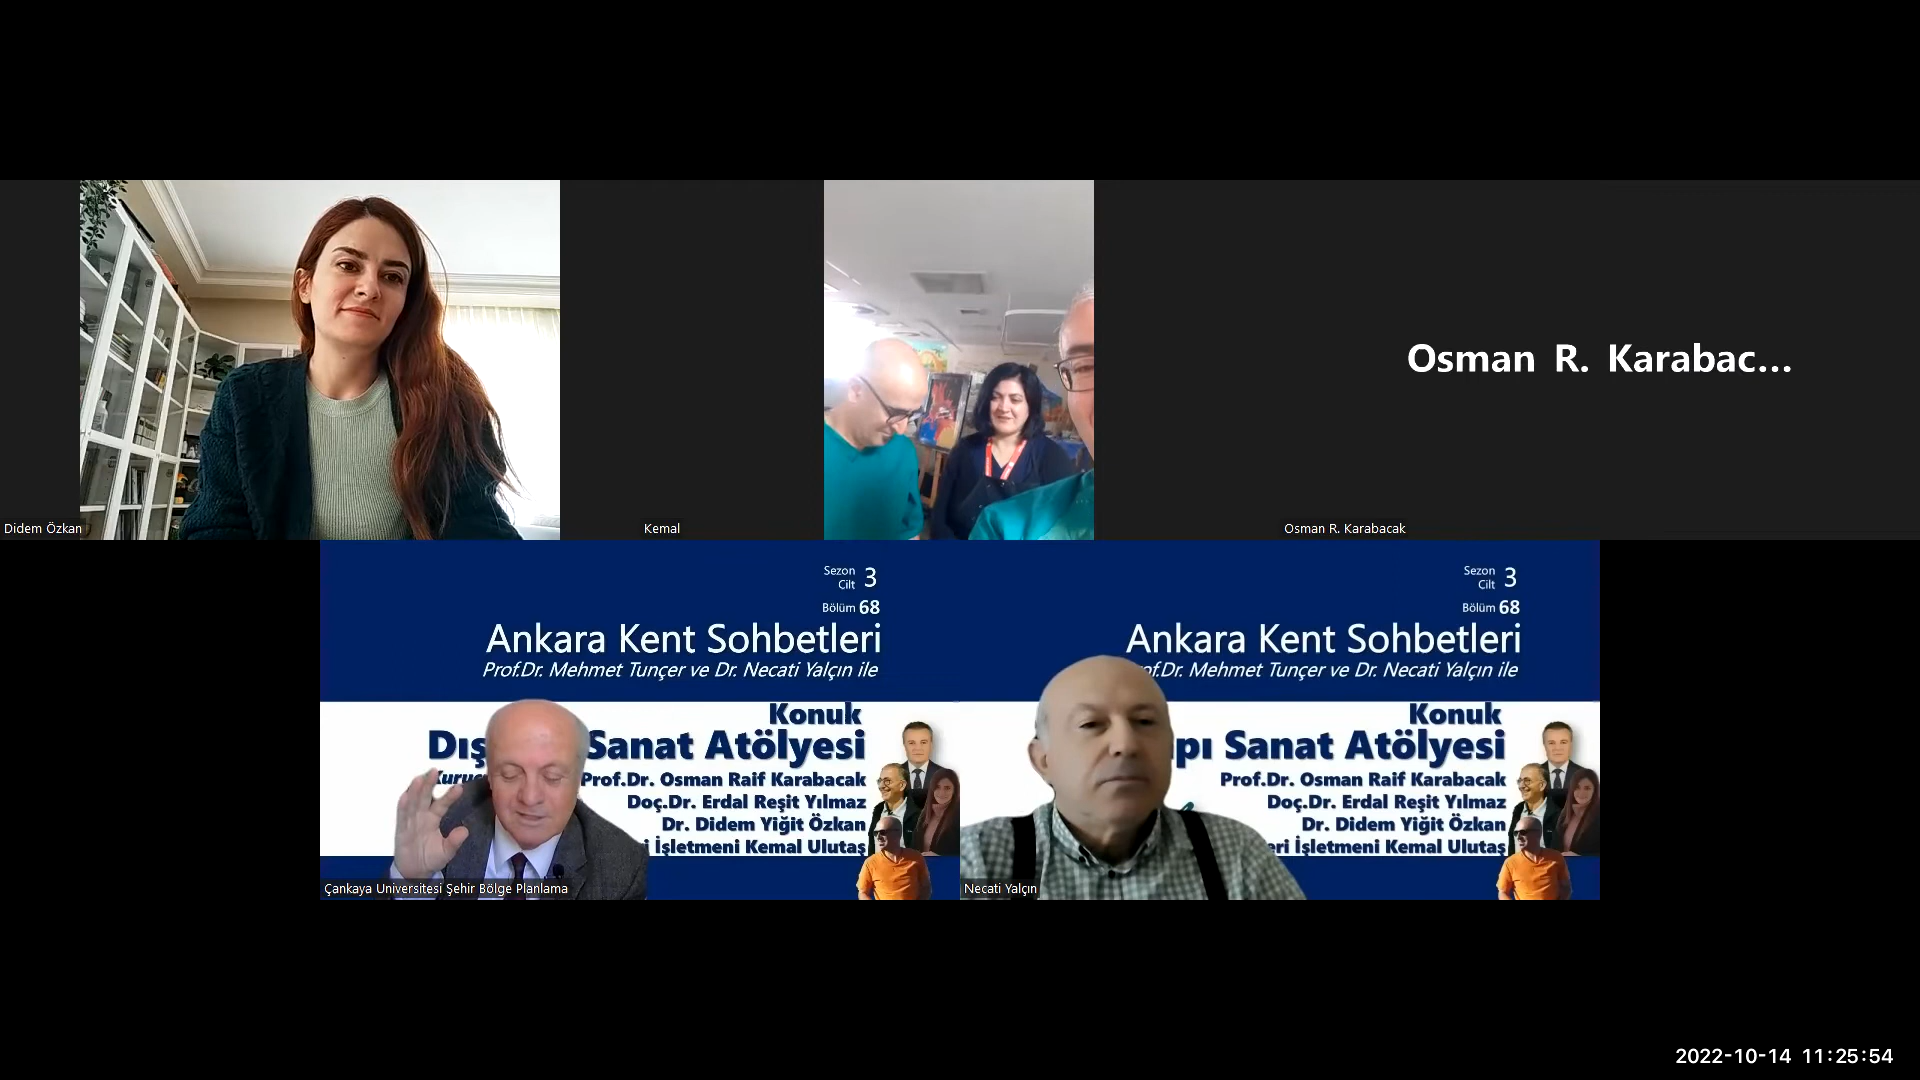 Osman R. Karabac...
Didem Özkan
Kemal
Osman R. Karabacak
Sezon
Cilt 3
Bölüm 68
Ankara Kent Sohbetleri
Prof.Dr. Mehmet Tunçer ve Dr. Necati Yalçın ile
Konuk
Sanat Atölyesi
Prof.Dr. Osman Raif Karabacak
Doç.Dr. Erdal Reşit Yılmaz
Dr. Didem Yiğit Özkan
İşletmeni Kemal Ulutaş
Çankaya Universitesi Şehir Bölge Planlama
Sezon
Cilt 3
Bölüm 68
Ankara Kent Sohbetleri
Mehmet Tunçer ve Dr. Necati Yalçın ile
Konuk
Sanat Atölyesi
Prof.Dr. Osman Raif Karabacak
Doç.Dr. Erdal Reşit Yılmaz
Dr. Didem Yiğit Özkan
İşletmeni Kemal Ulutaş
Necati Yalçın
2022-10-14 11:25:54